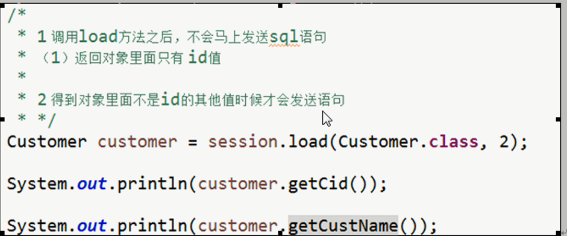 /*
* 1 调用load方法之后，不会马上发送sql语句
* （1）返回对象里面只有 id值
*
* 2 得到对象里面不是id的其他值时候才会发送语句
* */
Customer customer = session.load(Customer.class, 2);
System.out.println(customer.getCid());
System.out.println(customer.getCustName());